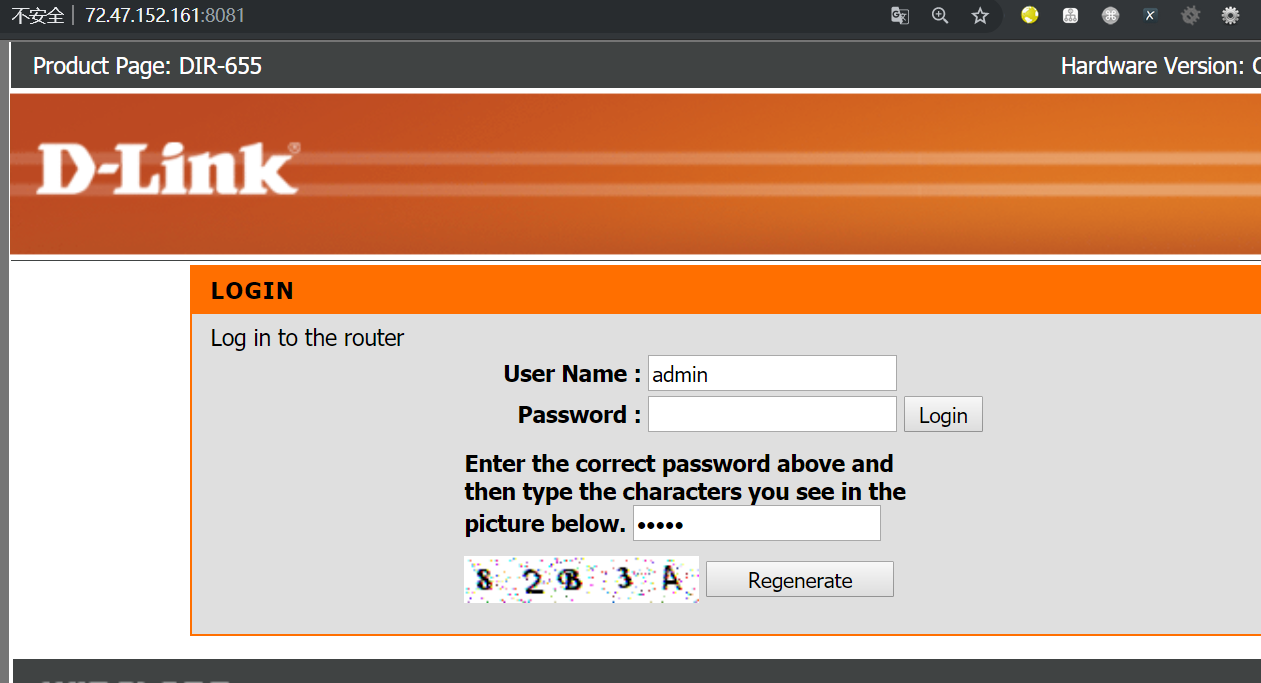 不安全 | 72.47.152.161:8081
Product Page: DIR-655 Hardware Version:
D-Link®
LOGIN
Log in to the router
User Name : admin
Password : Login
Enter the correct password above and
then type the characters you see in the
picture below. •••••
8 2 B 3 A Regenerate